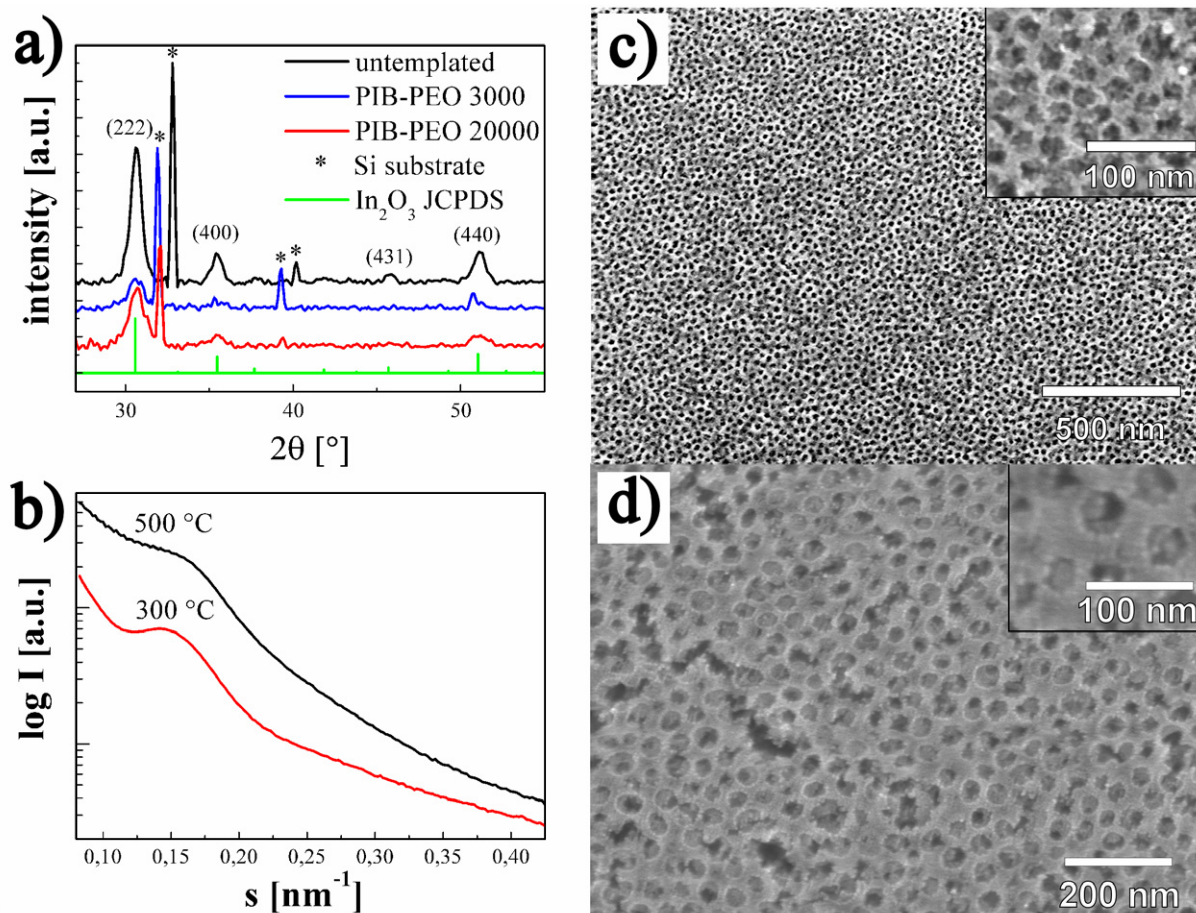 a)
untemplated
PIB-PEO 3000
PIB-PEO 20000
* Si substrate
In₂O₃ JCPDS
*
(222)
*
(400)
* *
(431)
(440)
intensity [a.u.]
30 40 50
2θ [°]
b)
500 °C
300 °C
log I [a.u.]
0,10 0,15 0,20 0,25 0,30 0,35 0,40
s [nm⁻¹]
c)
100 nm
500 nm
d)
100 nm
200 nm